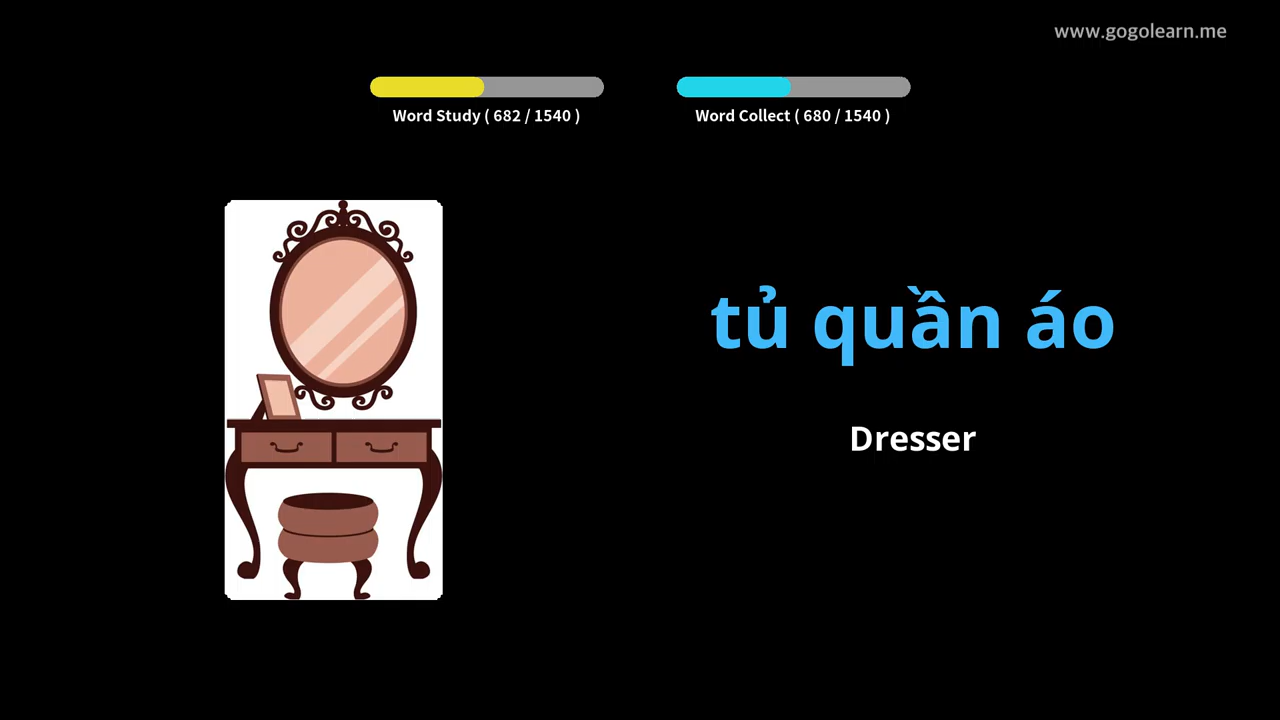 www.gogolearn.me
Word Study ( 682 / 1540 )
Word Collect ( 680 / 1540 )
tủ quần áo
Dresser